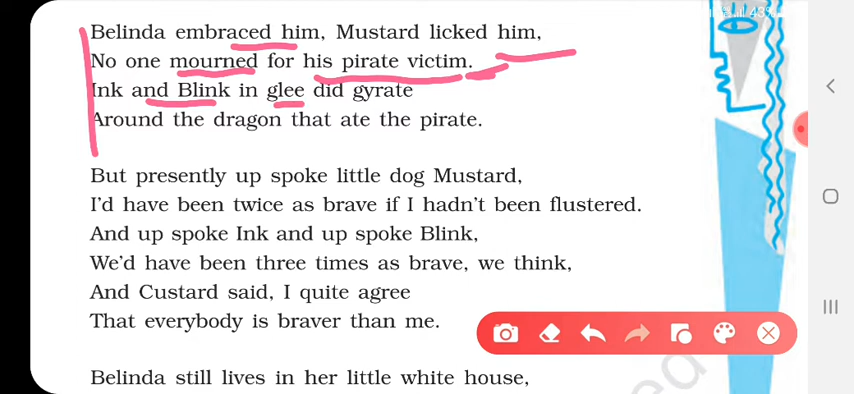 43%
Belinda embraced him, Mustard licked him,
No one mourned for his pirate victim.
Ink and Blink in glee did gyrate
Around the dragon that ate the pirate.
But presently up spoke little dog Mustard,
I'd have been twice as brave if I hadn't been flustered.
And up spoke Ink and up spoke Blink,
We'd have been three times as brave, we think,
And Custard said, I quite agree
That everybody is braver than me.
Belinda still lives in her little white house,